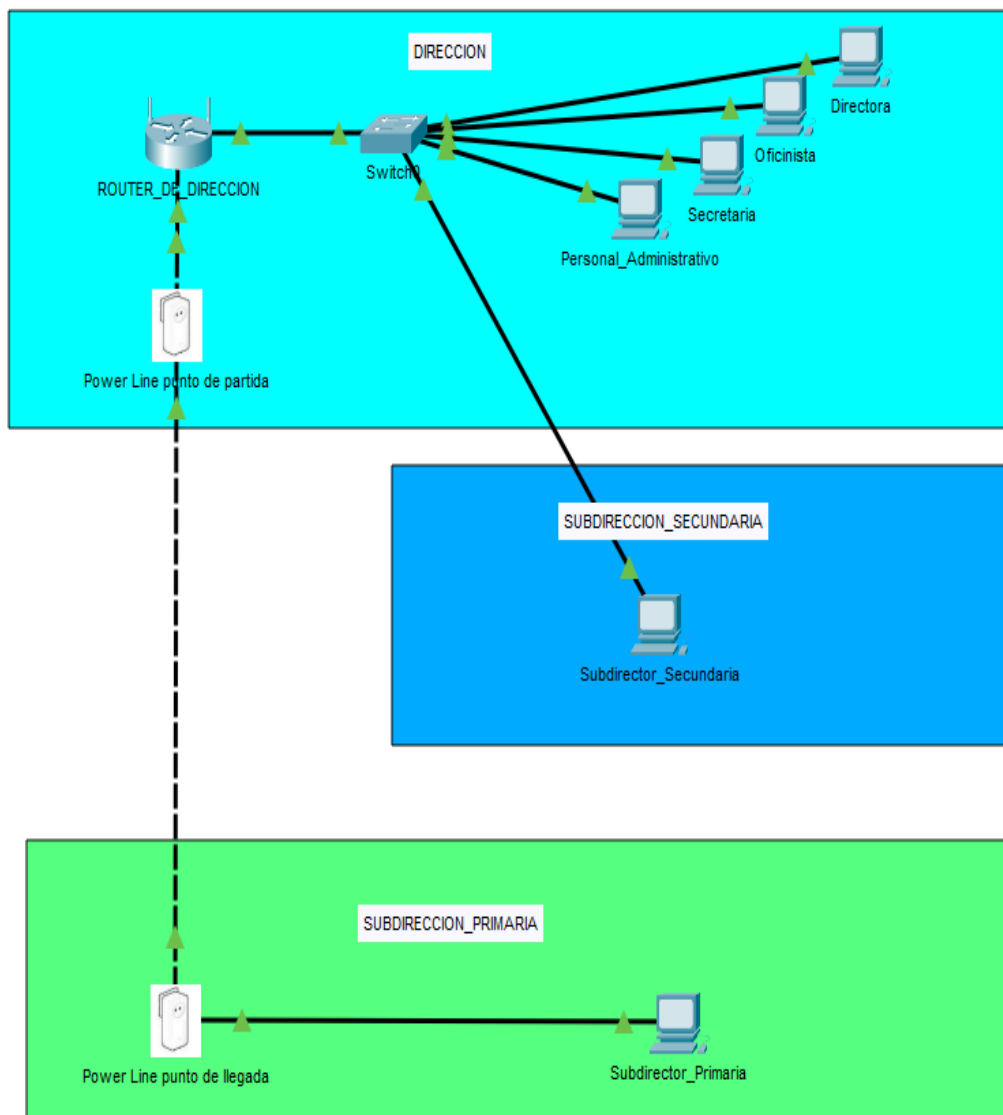 DIRECCION
Directora
Oficinista
Switch0
ROUTER_DE_DIRECCION
Secretaria
Personal_Administrativo
Power Line punto de partida
SUBDIRECCION_SECUNDARIA
Subdirector_Secundaria
SUBDIRECCION_PRIMARIA
Power Line punto de llegada
Subdirector_Primaria